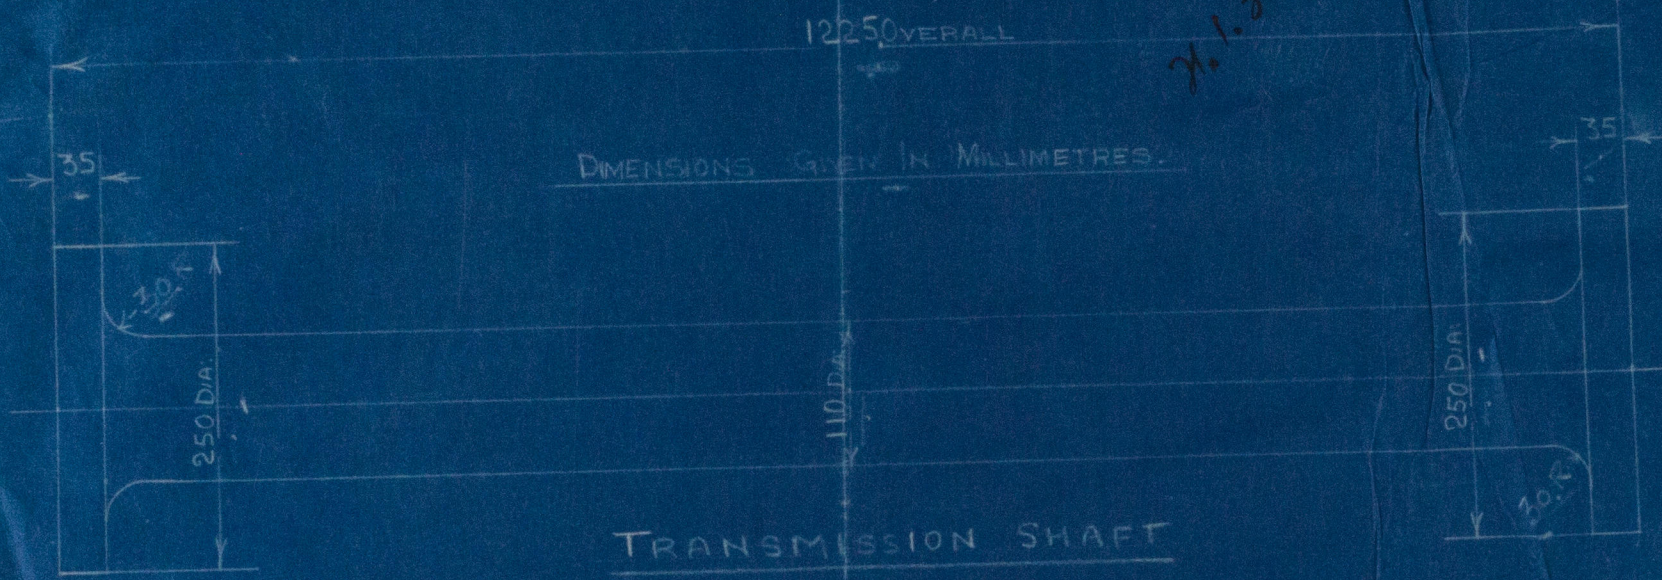 12250VERALL
35
35
DIMENSIONS GIVEN IN MILLIMETRES.
30.R
250 DIA.
110 DIA.
250 DIA.
30.R.
TRANSMISSION SHAFT